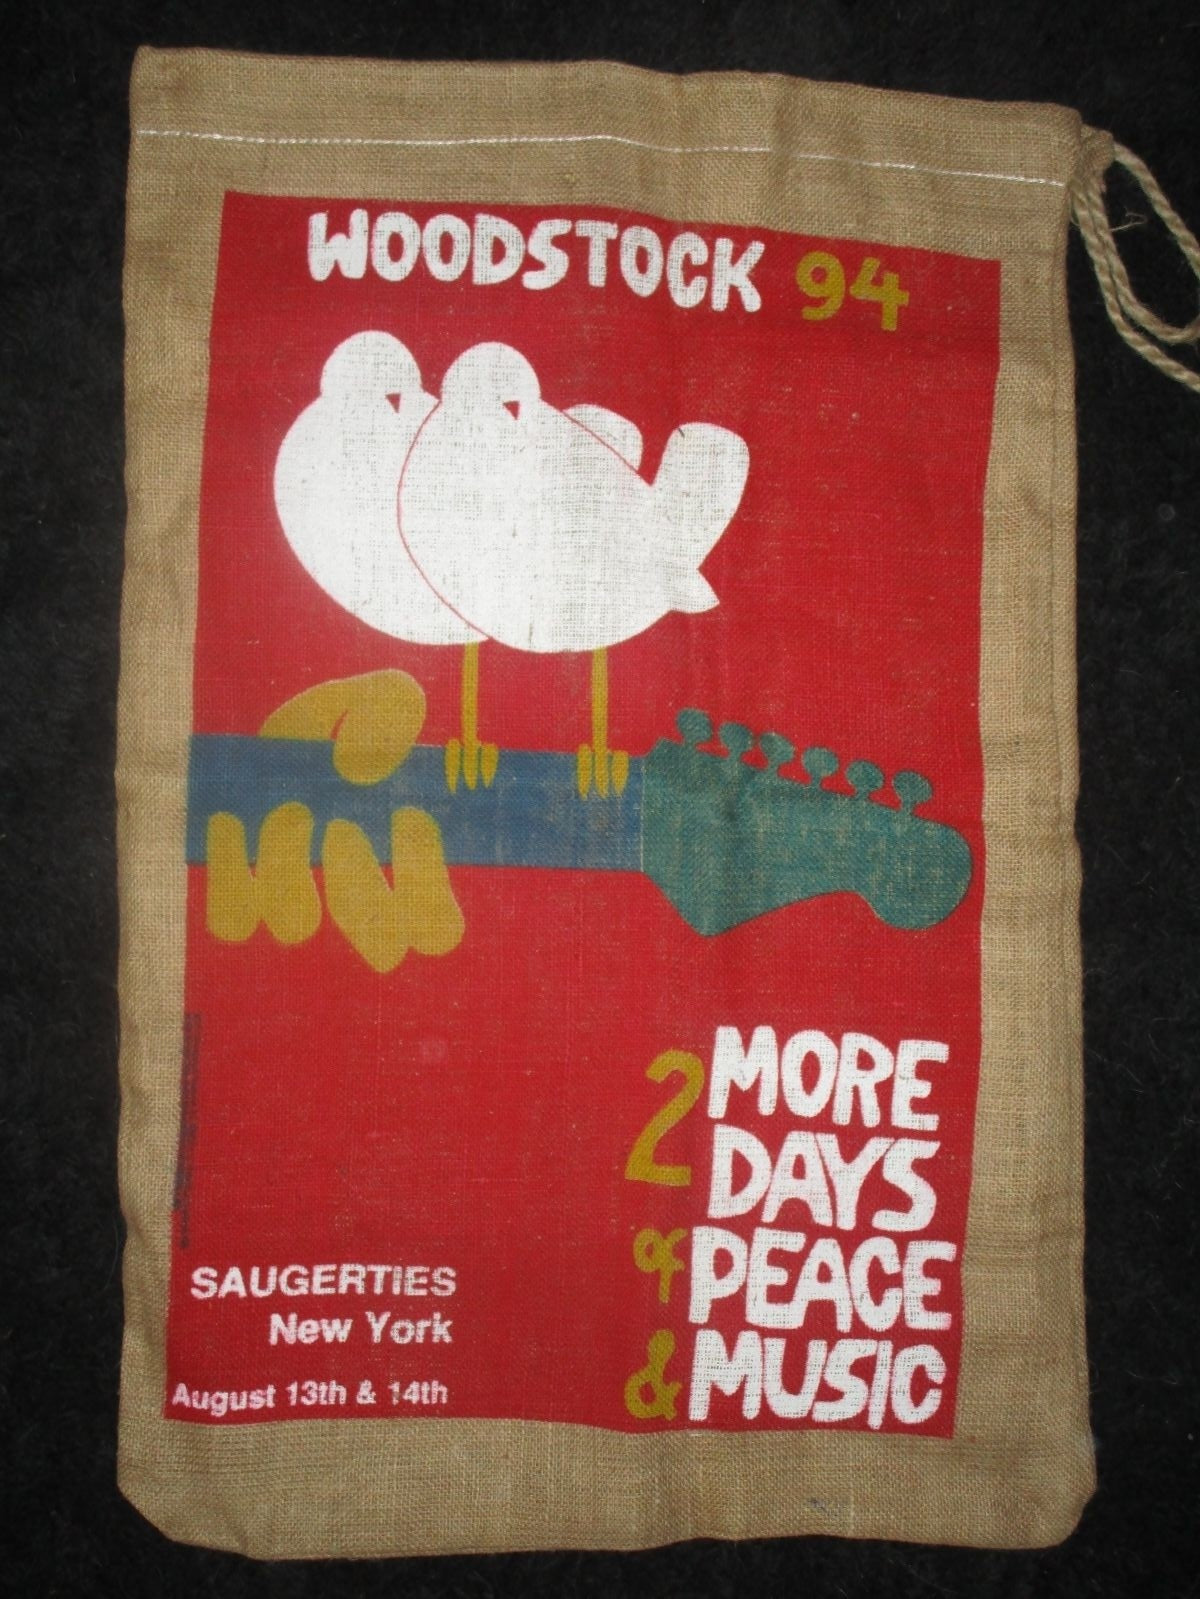 WOODSTOCK 94
2 MORE
DAYS
of PEACE
& MUSIC
SAUGERTIES
New York
August 13th & 14th